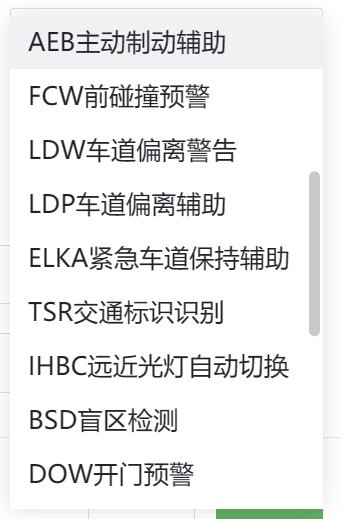 AEB主动制动辅助
FCW前碰撞预警
LDW车道偏离警告
LDP车道偏离辅助
ELKA紧急车道保持辅助
TSR交通标识识别
IHBC远近光灯自动切换
BSD盲区检测
DOW开门预警